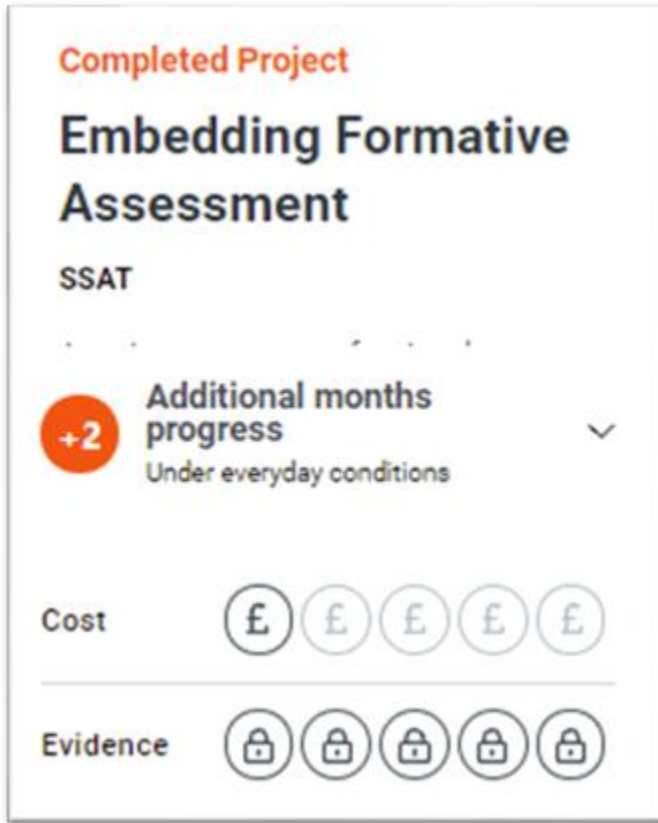 Completed Project
Embedding Formative
Assessment
SSAT
+2
Additional months
progress
Under everyday conditions
Cost £ £ £ £ £
Evidence